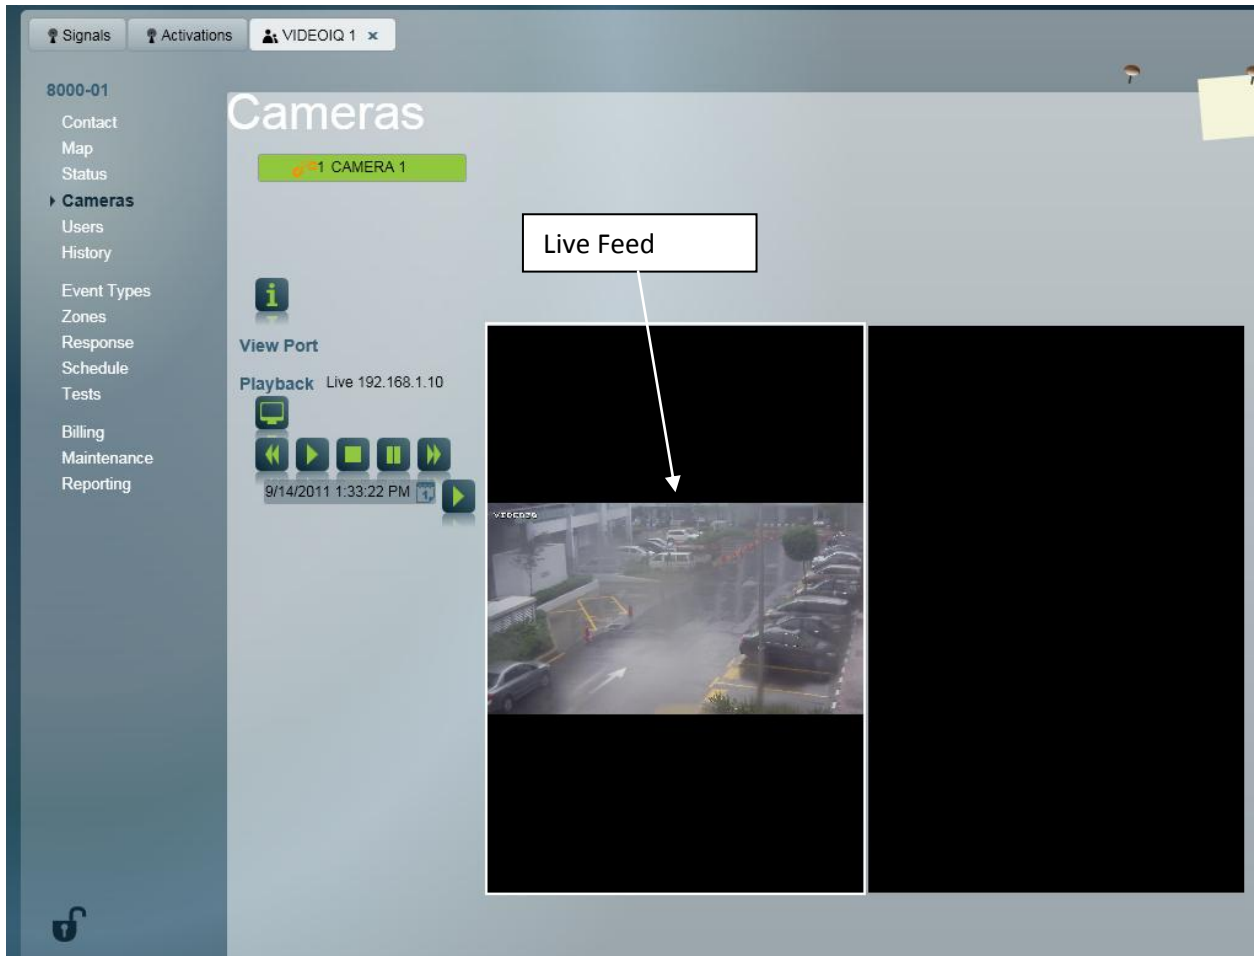 Signals
Activations
VIDEOIQ 1 x
8000-01
Contact
Map
Status
Cameras
Users
History
Event Types
Zones
Response
Schedule
Tests
Billing
Maintenance
Reporting
Cameras
1 CAMERA 1
Live Feed
View Port
Playback Live 192.168.1.10
9/14/2011 1:33:22 PM
VIDEOIQ